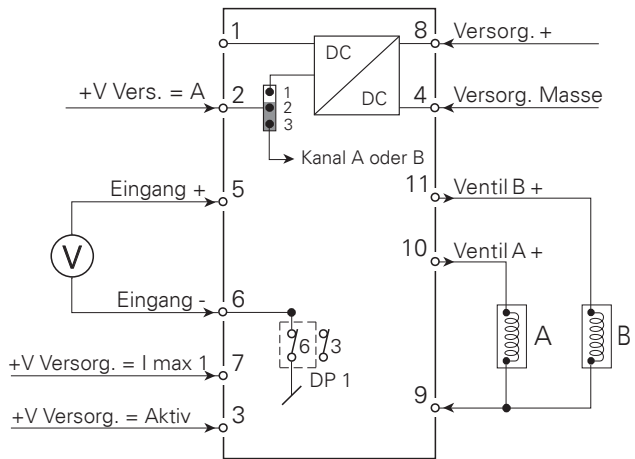 1
8
Versorg. +
DC
DC
+V Vers. = A
2
1
2
3
4
Versorg. Masse
Kanal A oder B
Eingang +
5
11
Ventil B +
V
10
Ventil A +
Eingang -
6
6
3
DP 1
A
B
+V Versorg. = I max 1
7
9
+V Versorg. = Aktiv
3